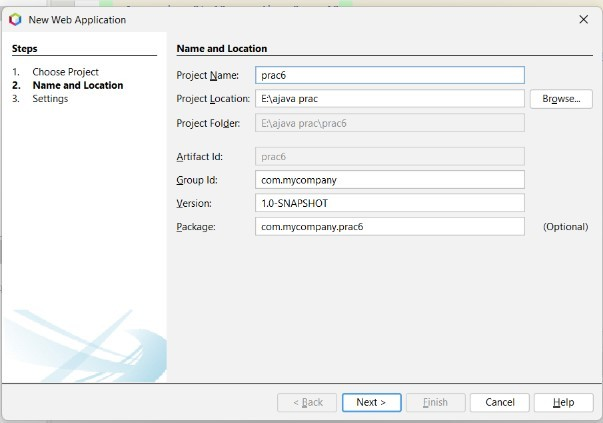 New Web Application
Steps
1. Choose Project
2. Name and Location
3. Settings
Name and Location
Project Name: prac6
Project Location: E:\ajava prac Browse...
Project Folder: E:\ajava prac\prac6
Artifact Id: prac6
Group Id: com.mycompany
Version: 1.0-SNAPSHOT
Package: com.mycompany.prac6 (Optional)
< Back Next > Finish Cancel Help